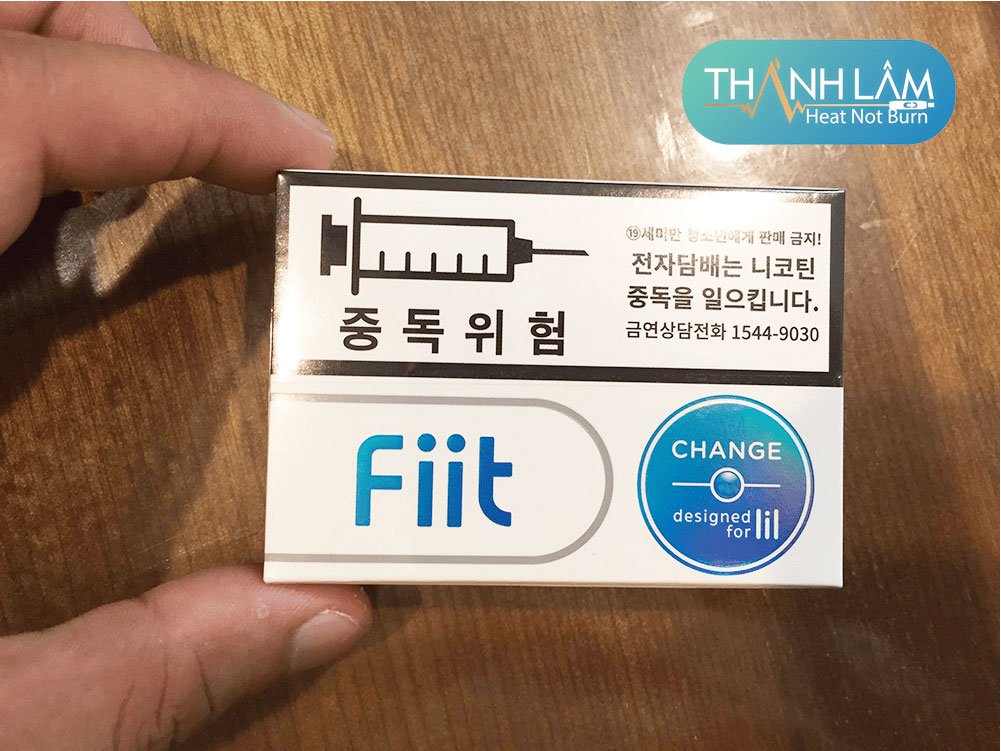 THANH LÂM
Heat Not Burn
⑲세미만 청소년에게 판매 금지!
전자담배는 니코틴
중독을 일으킵니다.
금연상담전화 1544-9030
중독위험
Fiit
CHANGE
designed
for lil